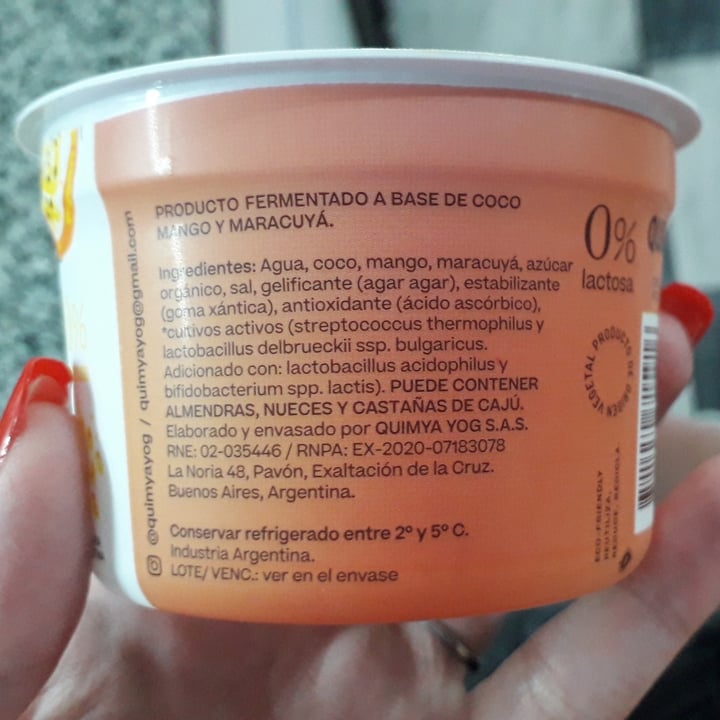 PRODUCTO FERMENTADO A BASE DE COCO
MANGO Y MARACUYÁ.
Ingredientes: Agua, coco, mango, maracuyá, azúcar
orgánico, sal, gelificante (agar agar), estabilizante
(goma xántica), antioxidante (ácido ascórbico),
*cultivos activos (streptococcus thermophilus y
lactobacillus delbrueckii ssp. bulgaricus.
Adicionado con: lactobacillus acidophilus y
bifidobacterium spp. lactis). PUEDE CONTENER
ALMENDRAS, NUECES Y CASTAÑAS DE CAJÚ.
Elaborado y envasado por QUIMYA YOG S.A.S.
RNE: 02-035446 / RNPA: EX-2020-07183078
La Noria 48, Pavón, Exaltación de la Cruz.
Buenos Aires, Argentina.
Conservar refrigerado entre 2º y 5º C.
Industria Argentina.
LOTE/ VENC.: ver en el envase
@quimyayog / quimyayog@gmail.com
0%
lactosa
PRODUCTO DE ORIGEN VEGETAL
ECO-FRIENDLY
REUTILIZA,
REDUCE, RECICLA